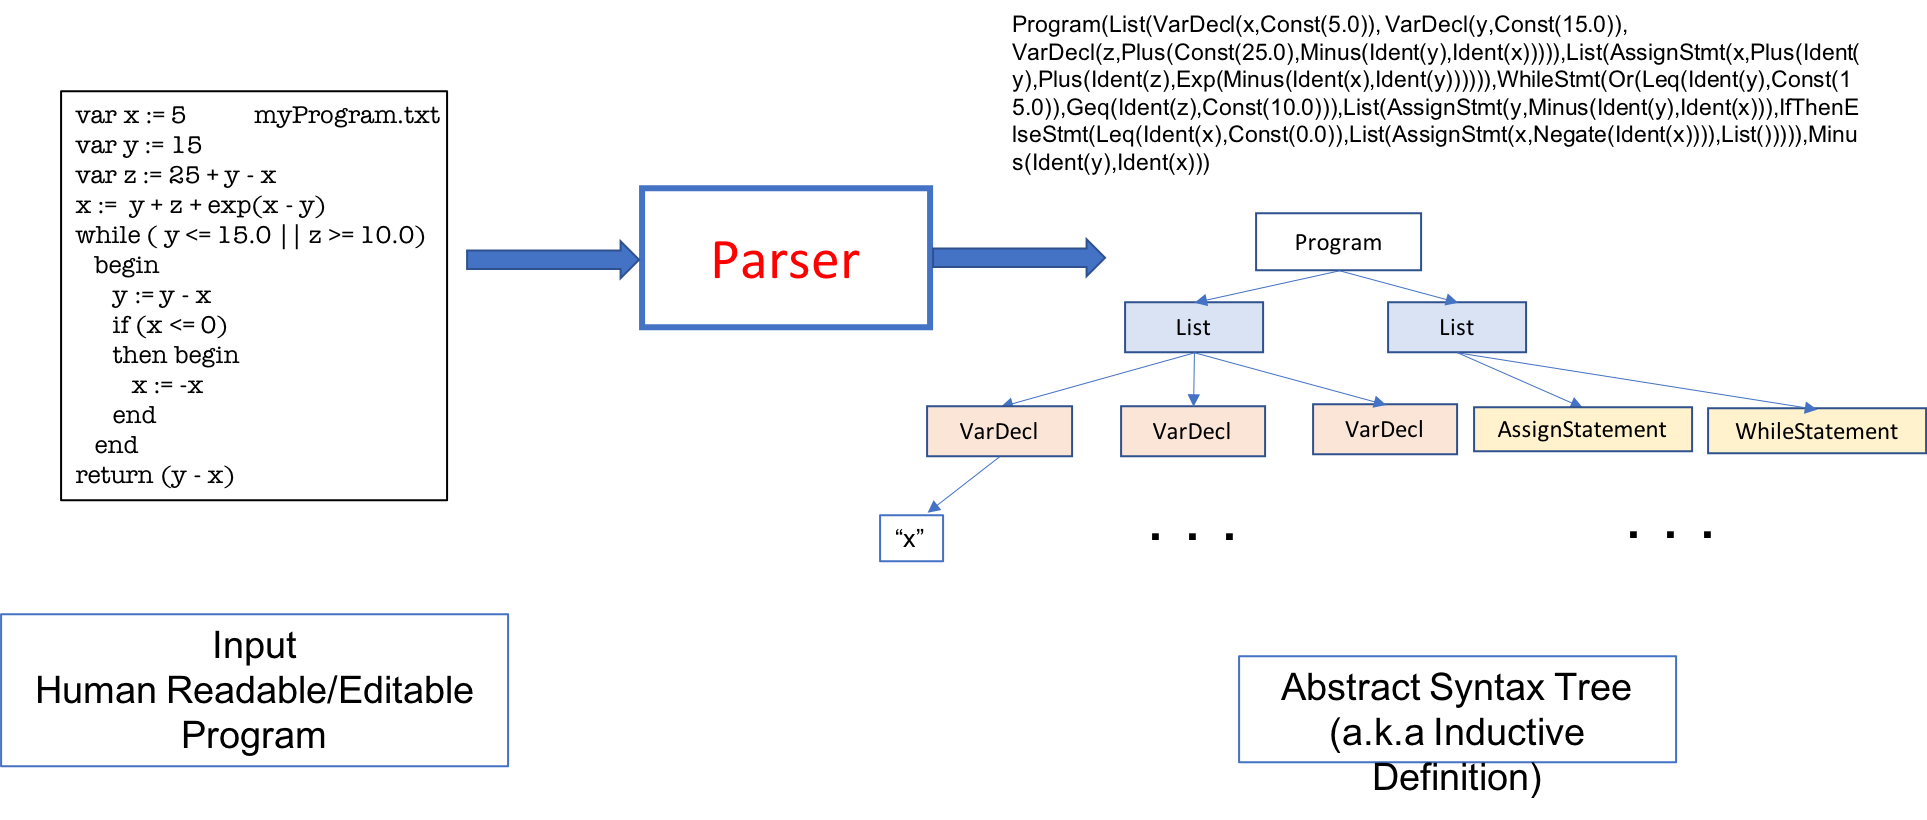 var x := 5 myProgram.txt
var y := 15
var z := 25 + y - x
x := y + z + exp(x - y)
while ( y <= 15.0 || z >= 10.0)
begin
y := y - x
if (x <= 0)
then begin
x := -x
end
end
return (y - x)
Parser
Program(List(VarDecl(x,Const(5.0)), VarDecl(y,Const(15.0)),
VarDecl(z,Plus(Const(25.0),Minus(Ident(y),Ident(x))))),List(AssignStmt(x,Plus(Ident(
y),Plus(Ident(z),Exp(Minus(Ident(x),Ident(y)))))),WhileStmt(Or(Leq(Ident(y),Const(1
5.0)),Geq(Ident(z),Const(10.0))),List(AssignStmt(y,Minus(Ident(y),Ident(x))),IfThenE
lseStmt(Leq(Ident(x),Const(0.0)),List(AssignStmt(x,Negate(Ident(x)))),List())))),Minu
s(Ident(y),Ident(x)))
Program
List List
VarDecl VarDecl VarDecl AssignStatement WhileStatement
“x” . . . . . .
Input
Human Readable/Editable
Program
Abstract Syntax Tree
(a.k.a Inductive
Definition)